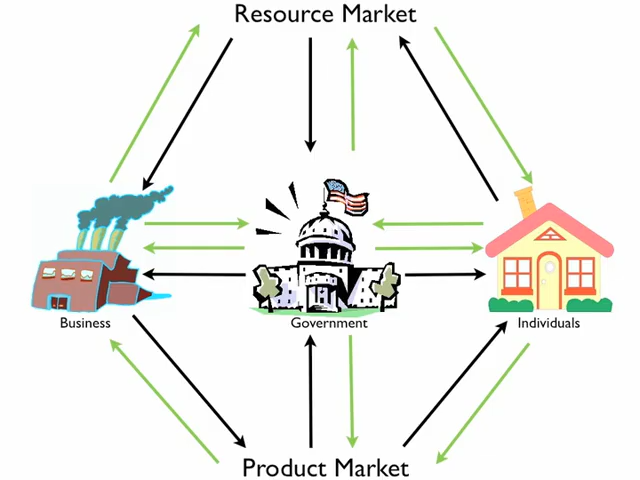 Resource Market
Business
Government
Individuals
Product Market